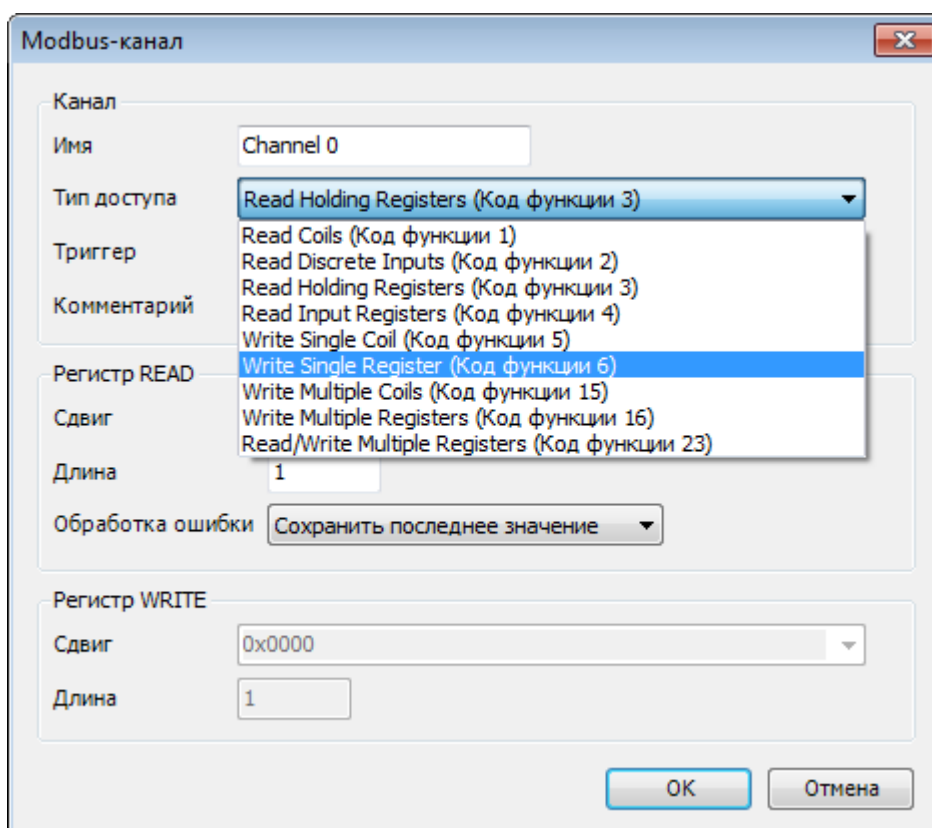 Modbus-канал
Канал
Имя Channel 0
Тип доступа Read Holding Registers (Код функции 3)
Read Coils (Код функции 1)
Read Discrete Inputs (Код функции 2)
Триггер
Read Holding Registers (Код функции 3)
Комментарий
Read Input Registers (Код функции 4)
Write Single Coil (Код функции 5)
Write Single Register (Код функции 6)
Регистр READ
Write Multiple Coils (Код функции 15)
Сдвиг
Write Multiple Registers (Код функции 16)
Read/Write Multiple Registers (Код функции 23)
Длина 1
Обработка ошибки Сохранить последнее значение
Регистр WRITE
Сдвиг 0x0000
Длина 1
OK Отмена